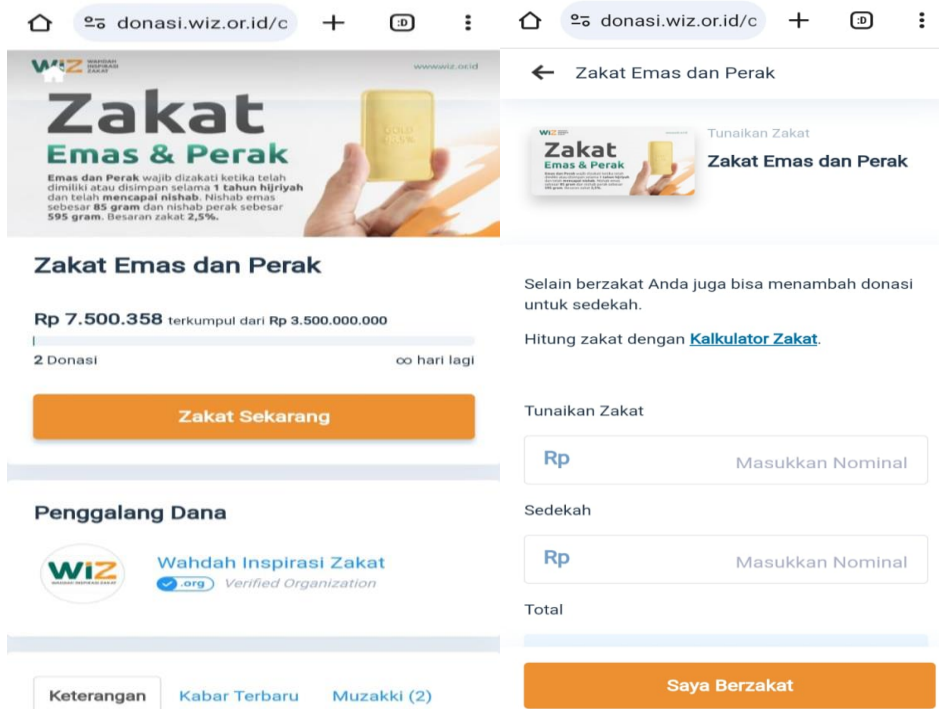 donasi.wiz.or.id/c
:D
WIZ WAHDAH INSPIRASI ZAKAT
www.wiz.or.id
Zakat
Emas & Perak
Emas dan Perak wajib dizakati ketika telah
dimiliki atau disimpan selama 1 tahun hijriyah
dan telah mencapai nishab. Nishab emas
sebesar 85 gram dan nishab perak sebesar
595 gram. Besaran zakat 2,5%.
GOLD
Zakat Emas dan Perak
Rp 7.500.358 terkumpul dari Rp 3.500.000.000
2 Donasi
∞ hari lagi
Zakat Sekarang
Penggalang Dana
WIZ
WAHDAH INSPIRASI ZAKAT
Wahdah Inspirasi Zakat
.org Verified Organization
Keterangan Kabar Terbaru Muzakki (2)
donasi.wiz.or.id/c
:D
Zakat Emas dan Perak
WIZ
Zakat
Emas & Perak
Tunaikan Zakat
Zakat Emas dan Perak
Selain berzakat Anda juga bisa menambah donasi
untuk sedekah.
Hitung zakat dengan Kalkulator Zakat.
Tunaikan Zakat
Rp Masukkan Nominal
Sedekah
Rp Masukkan Nominal
Total
Saya Berzakat